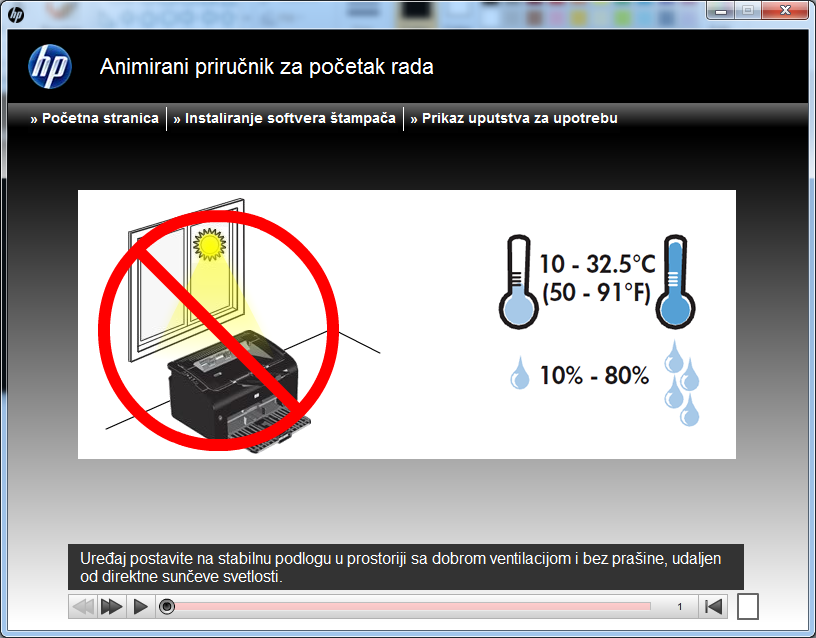 hp
hp
Animirani priručnik za početak rada
» Početna stranica
» Instaliranje softvera štampača
» Prikaz uputstva za upotrebu
10 - 32.5°C
(50 - 91°F)
10% - 80%
Uređaj postavite na stabilnu podlogu u prostoriji sa dobrom ventilacijom i bez prašine, udaljen
od direktne sunčeve svetlosti.
1